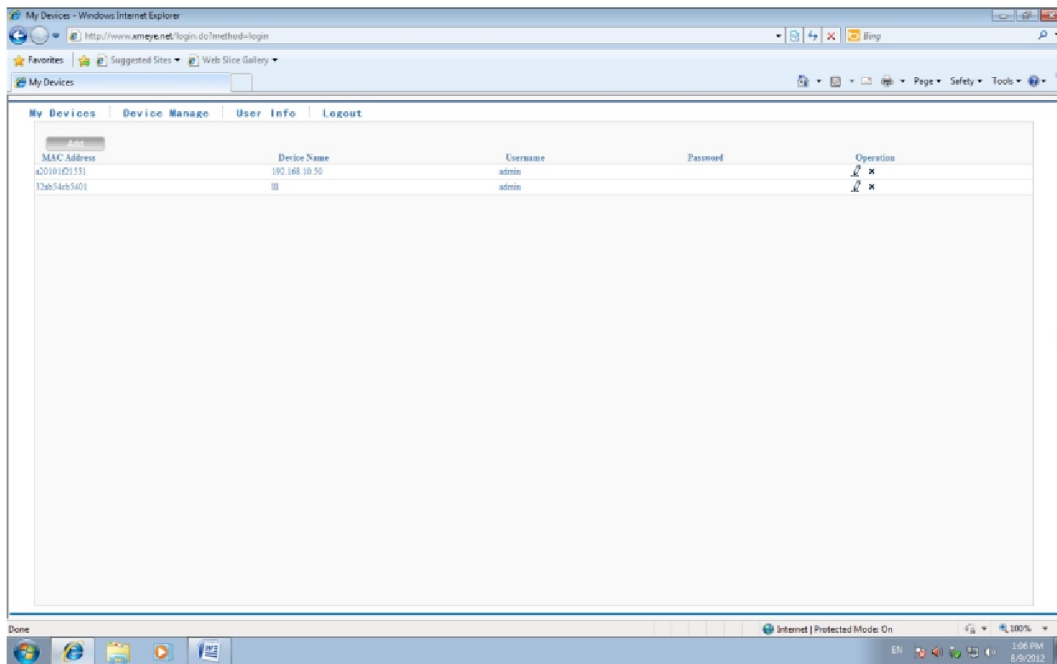 My Devices - Windows Internet Explorer
http://www.xmeye.net/login.do?method=login
Bing
Favorites Suggested Sites Web Slice Gallery
My Devices Page Safety Tools
My Devices Device Manage User Info Logout
Add
MAC Address Device Name Username Password Operation
192.168.10.50 admin
32ab54eb5401 admin
Done Internet | Protected Mode: On 100%
EN 1:06 PM
8/9/2012